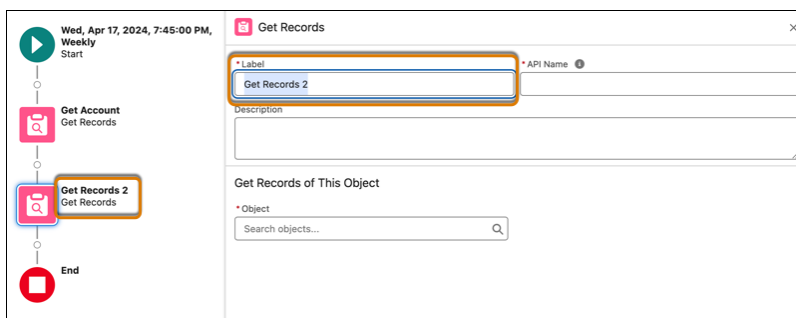 Wed, Apr 17, 2024, 7:45:00 PM,
Weekly
Start
Get Account
Get Records
Get Records 2
Get Records
End
Get Records
* Label
Get Records 2
* API Name
Description
Get Records of This Object
* Object
Search objects...